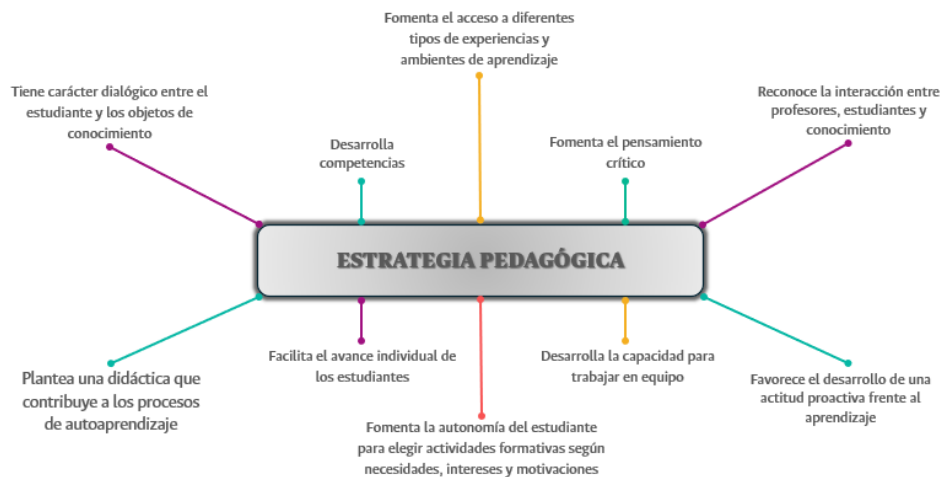 Fomenta el acceso a diferentes
tipos de experiencias y
ambientes de aprendizaje
Tiene carácter dialógico entre el
estudiante y los objetos de
conocimiento
Reconoce la interacción entre
profesores, estudiantes y
conocimiento
Desarrolla
competencias
Fomenta el pensamiento
crítico
ESTRATEGIA PEDAGÓGICA
Plantea una didáctica que
contribuye a los procesos
de autoaprendizaje
Facilita el avance individual de
los estudiantes
Desarrolla la capacidad para
trabajar en equipo
Favorece el desarrollo de una
actitud proactiva frente al
aprendizaje
Fomenta la autonomía del estudiante
para elegir actividades formativas según
necesidades, intereses y motivaciones